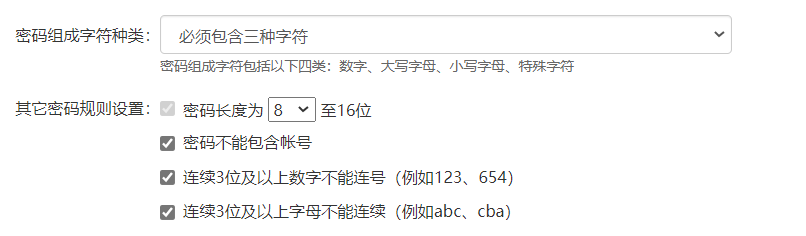 密码组成字符种类： 必须包含三种字符
密码组成字符包括以下四类：数字、大写字母、小写字母、特殊字符
其它密码规则设置： 密码长度为 8 至16位
密码不能包含帐号
连续3位及以上数字不能连号（例如123、654）
连续3位及以上字母不能连续（例如abc、cba）